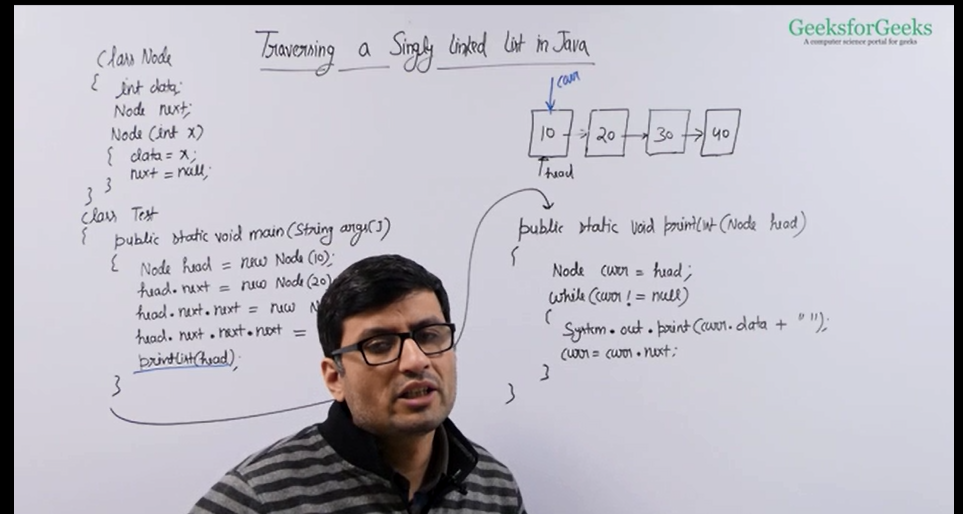 GeeksforGeeks
A computer science portal for geeks
Traversing a Singly Linked List in Java
class Node
{ int data;
Node next;
Node (int x)
{ data = x;
next = null;
}
}
class Test
{ public static void main(String args[])
{ Node head = new Node (10);
head.next = new Node (20)
head.next.next = new N
head.next.next.next =
printList(head);
}
curr
10 20 30 40
head
public static void printList (Node head)
{
Node curr = head;
while (curr != null)
{
System.out.print (curr.data + " ");
curr = curr.next;
}
}